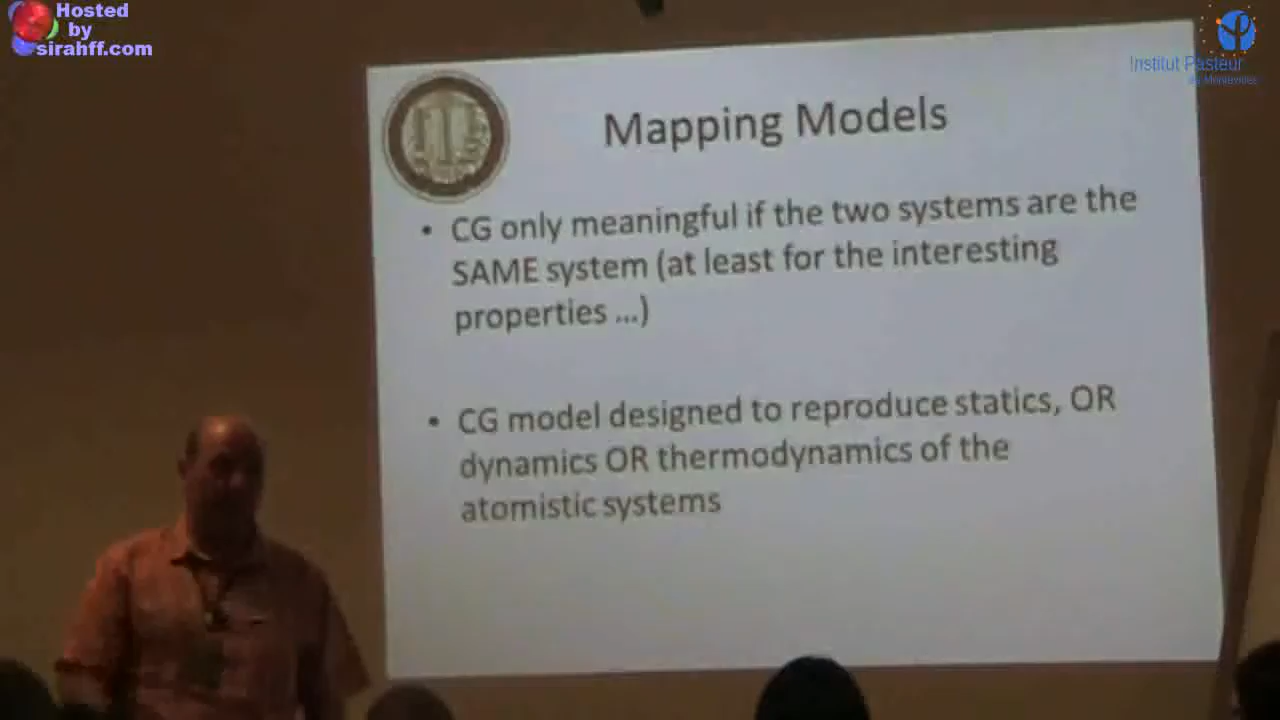 Hosted
by
sirahff.com
Institut Pasteur
de Montevideo
Mapping Models
• CG only meaningful if the two systems are the
SAME system (at least for the interesting
properties ...)
• CG model designed to reproduce statics, OR
dynamics OR thermodynamics of the
atomistic systems